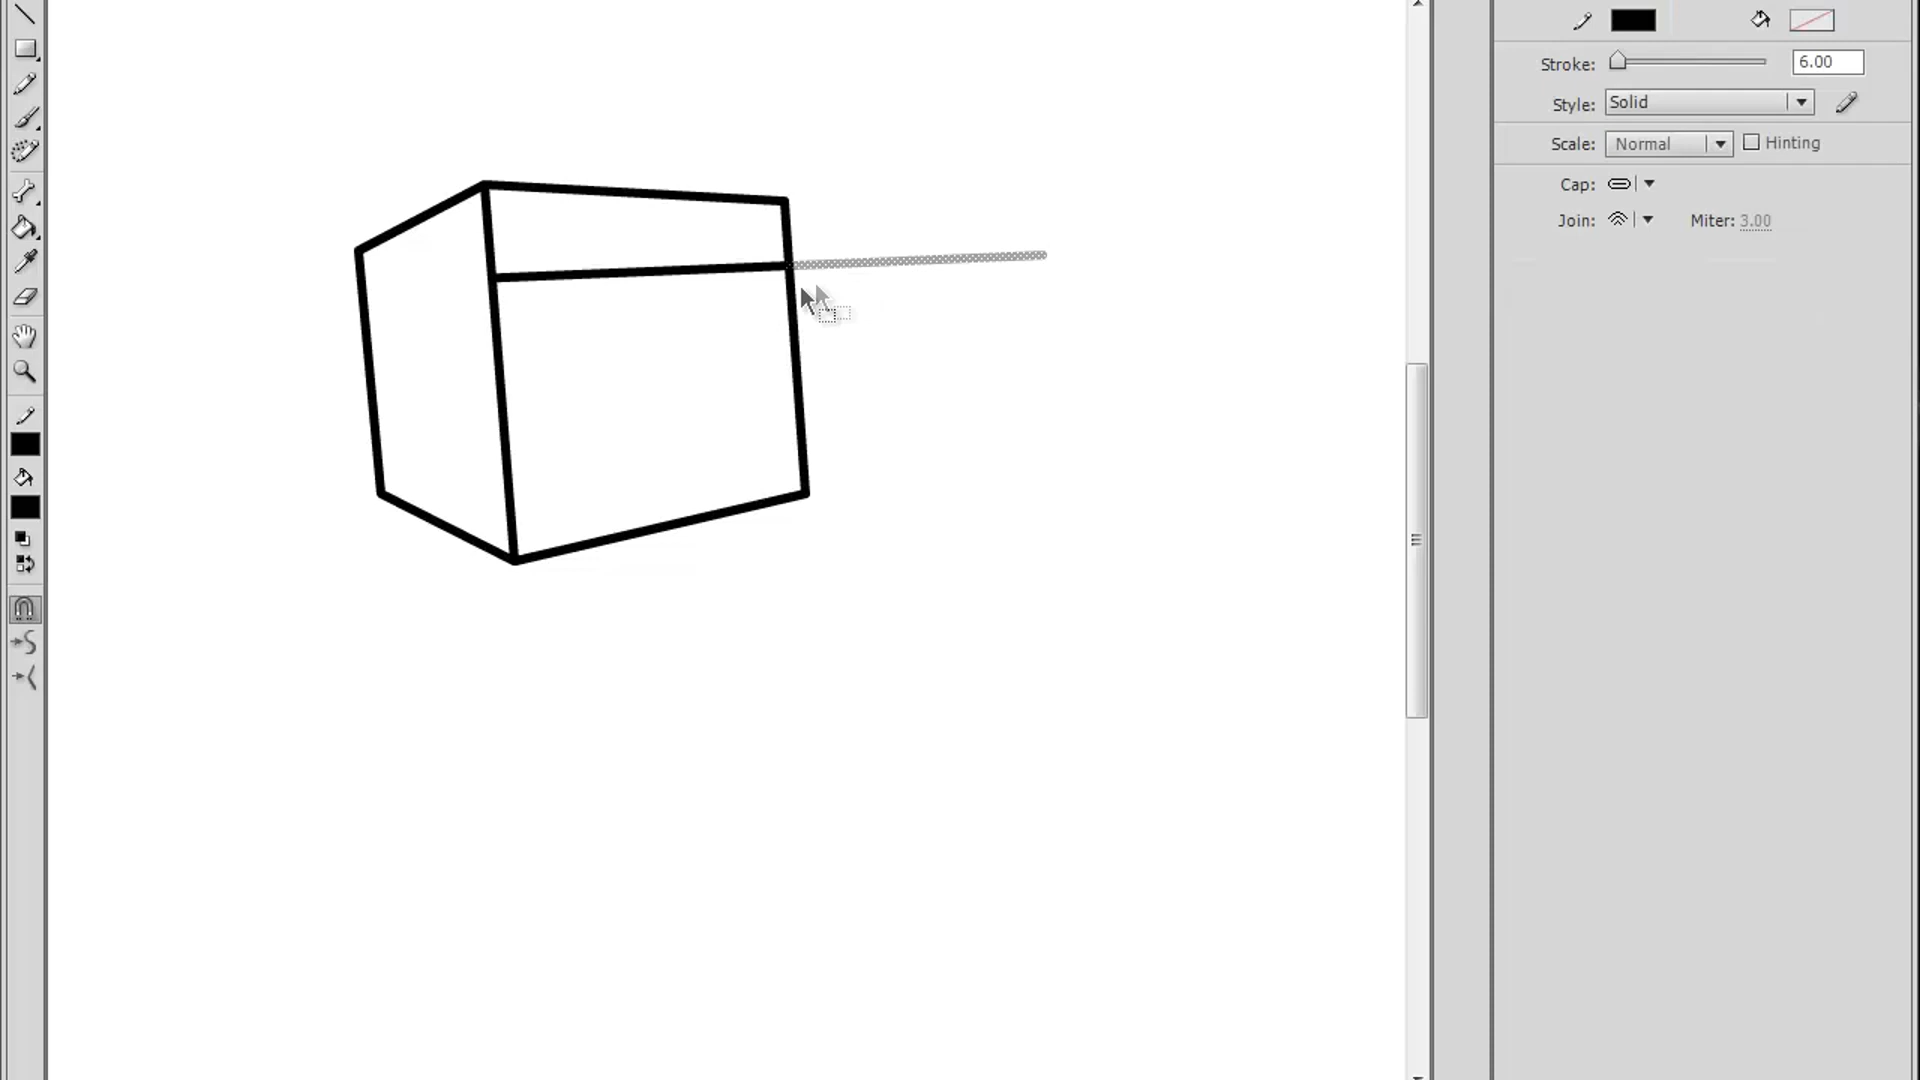 Stroke: 6.00
Style: Solid
Scale: Normal Hinting
Cap:
Join: Miter: 3.00